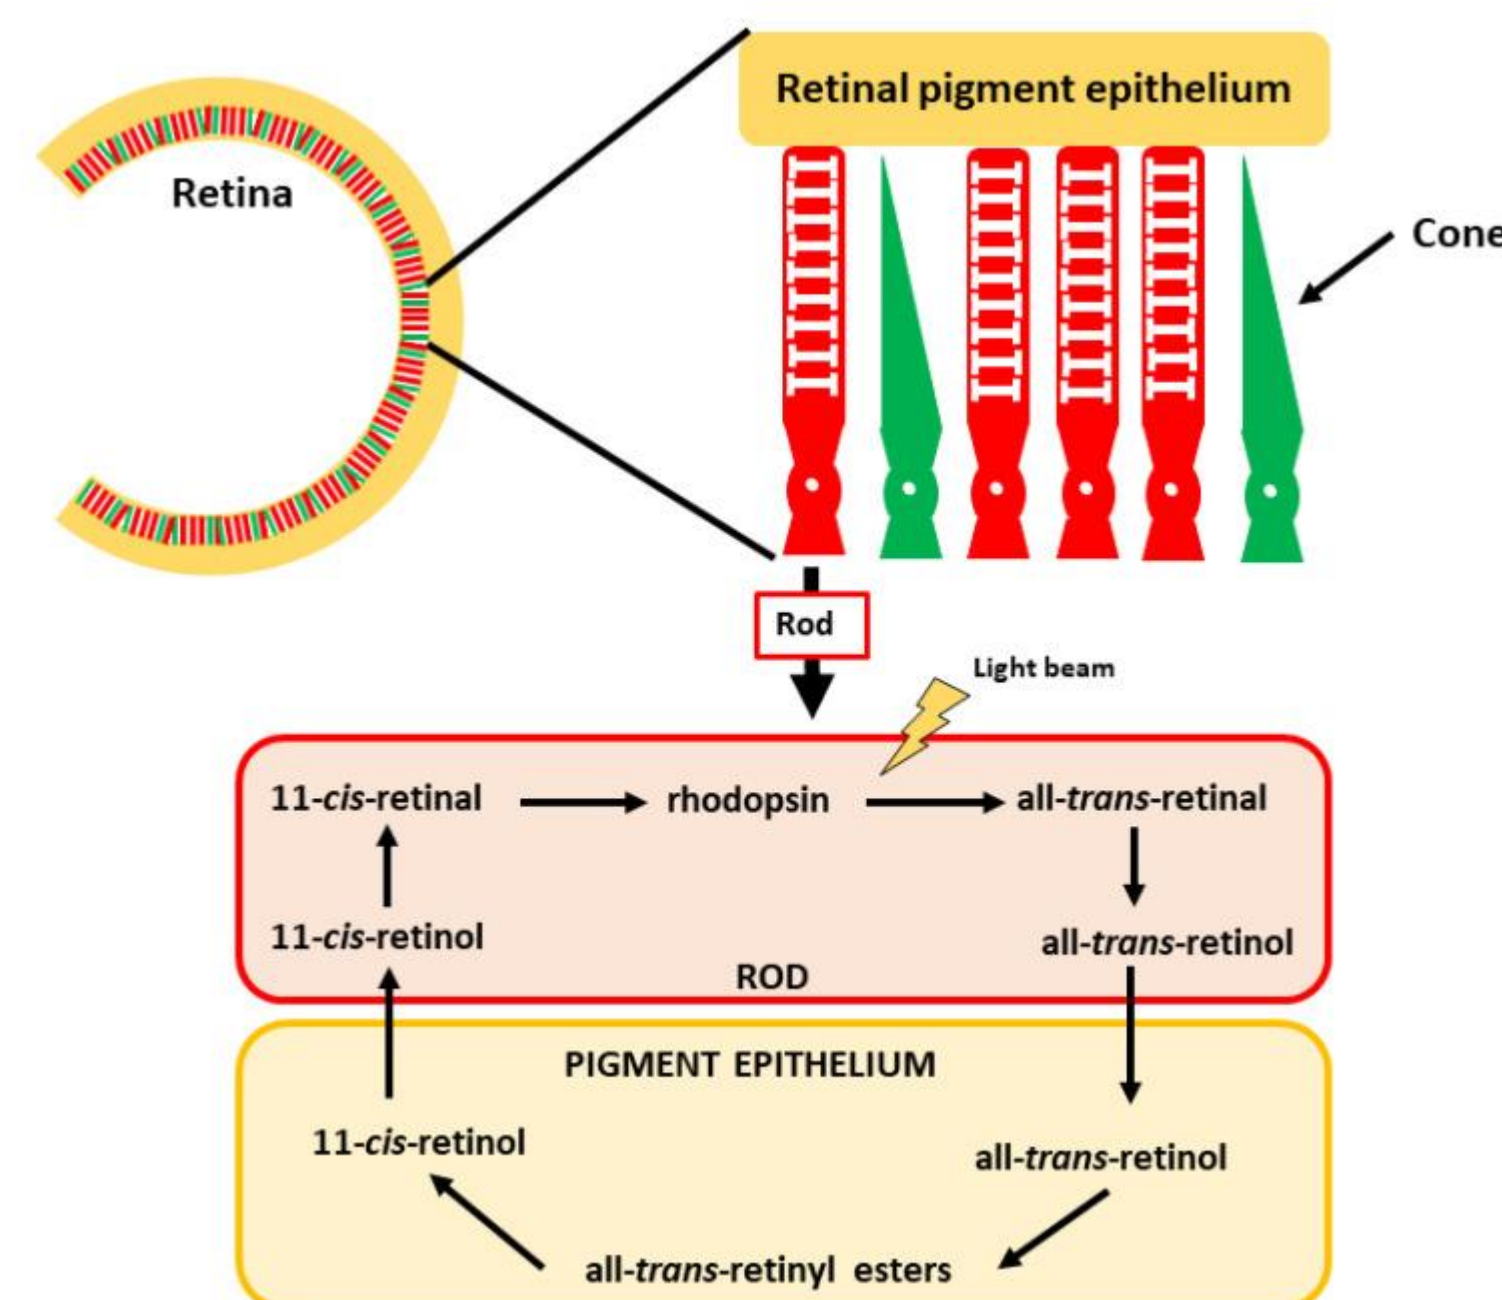 Retinal pigment epithelium
Retina
Cone
Rod
Light beam
11-cis-retinal
rhodopsin
all-trans-retinal
11-cis-retinol
all-trans-retinol
ROD
PIGMENT EPITHELIUM
11-cis-retinol
all-trans-retinol
all-trans-retinyl esters